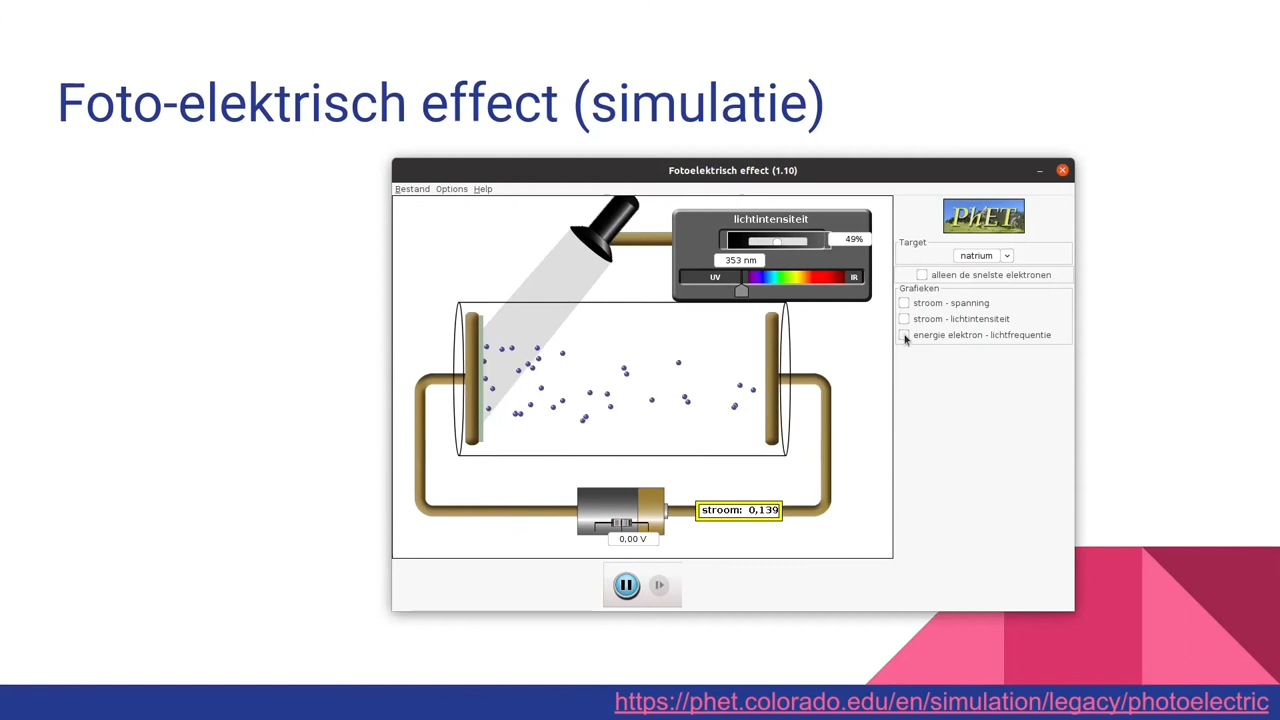 Foto-elektrisch effect (simulatie)
Fotoelektrisch effect (1.10)
Bestand Options Help
lichtintensiteit
49%
353 nm
UV
IR
PhET
Target
natrium
alleen de snelste elektronen
Grafieken
stroom - spanning
stroom - lichtintensiteit
energie elektron - lichtfrequentie
stroom: 0,139
0,00 V
https://phet.colorado.edu/en/simulation/legacy/photoelectric